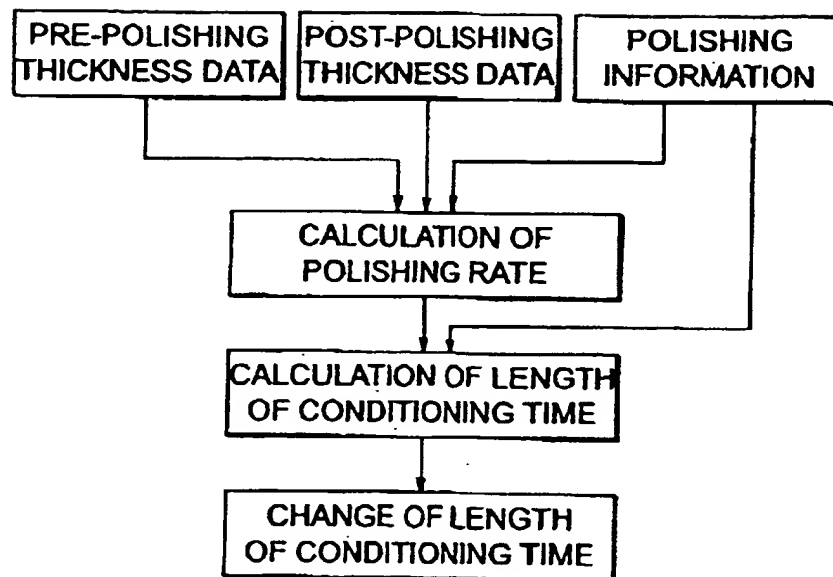 PRE-POLISHING
THICKNESS DATA
POST-POLISHING
THICKNESS DATA
POLISHING
INFORMATION
CALCULATION OF
POLISHING RATE
CALCULATION OF LENGTH
OF CONDITIONING TIME
CHANGE OF LENGTH
OF CONDITIONING TIME